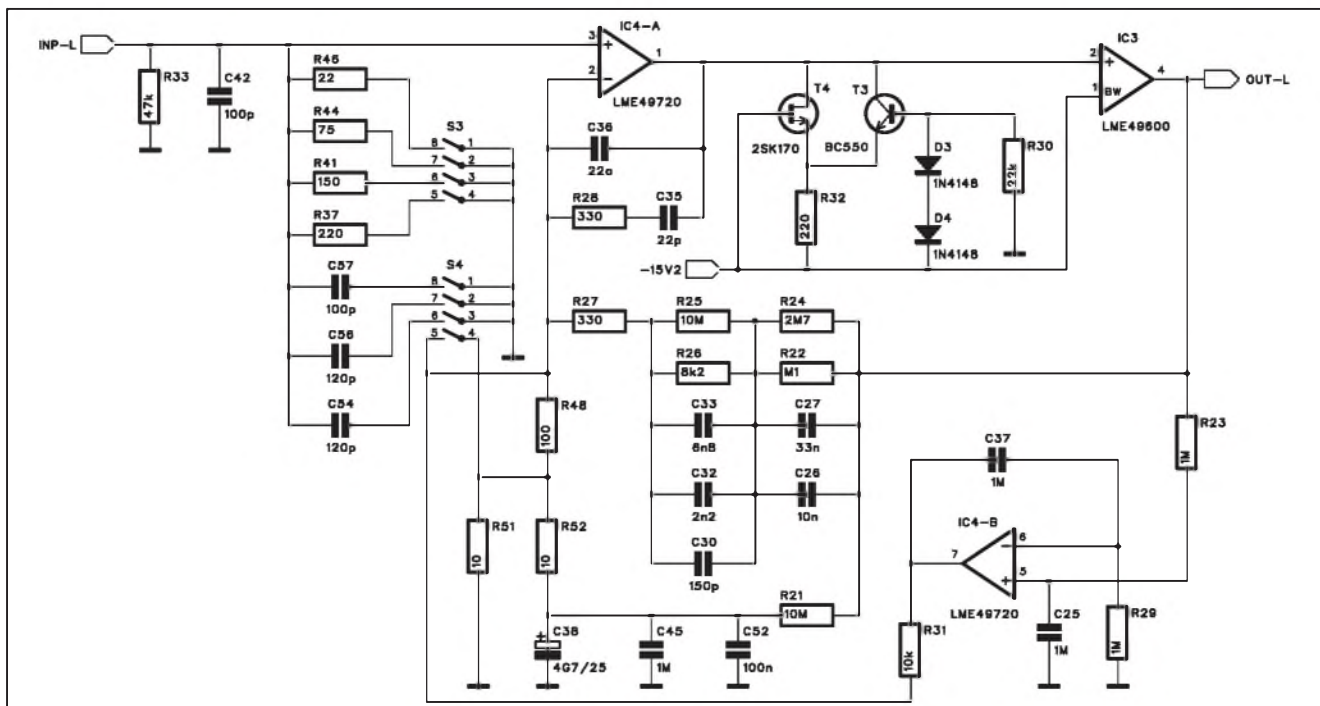 INP-L
R33
47k
C42
100p
R46
22
R44
75
R41
150
R37
220
S3
8 1
7 2
6 3
5 4
C57
100p
C56
120p
C54
120p
S4
8 1
7 2
6 3
5 4
IC4-A
3 +
2 -
1
LME49720
C36
22o
R28
330
C35
22p
T4
2SK170
T3
BC550
R32
220
D3
1N4148
D4
1N4148
R30
22k
-15V2
IC3
2 +
1 BW
4
LME49600
OUT-L
R27
330
R25
10M
R24
2M7
R26
8k2
R22
M1
C33
6n8
C27
33n
C32
2n2
C26
10n
C30
150p
R21
10M
R48
100
R51
10
R52
10
C38
+
4G7/25
C45
1M
C52
100n
R23
1M
C37
1M
IC4-B
7
6 -
5 +
LME49720
C25
1M
R29
1M
R31
10k